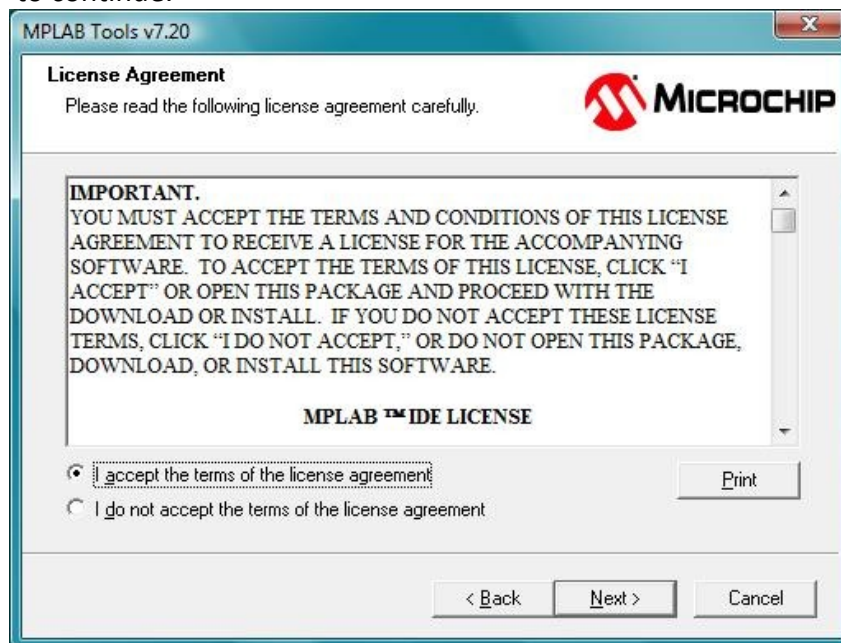 to continue.
MPLAB Tools v7.20
License Agreement
Please read the following license agreement carefully.
MICROCHIP
IMPORTANT.
YOU MUST ACCEPT THE TERMS AND CONDITIONS OF THIS LICENSE
AGREEMENT TO RECEIVE A LICENSE FOR THE ACCOMPANYING
SOFTWARE. TO ACCEPT THE TERMS OF THIS LICENSE, CLICK “I
ACCEPT” OR OPEN THIS PACKAGE AND PROCEED WITH THE
DOWNLOAD OR INSTALL. IF YOU DO NOT ACCEPT THESE LICENSE
TERMS, CLICK “I DO NOT ACCEPT,” OR DO NOT OPEN THIS PACKAGE,
DOWNLOAD, OR INSTALL THIS SOFTWARE.
MPLAB ™ IDE LICENSE
I accept the terms of the license agreement
Print
I do not accept the terms of the license agreement
< Back Next > Cancel